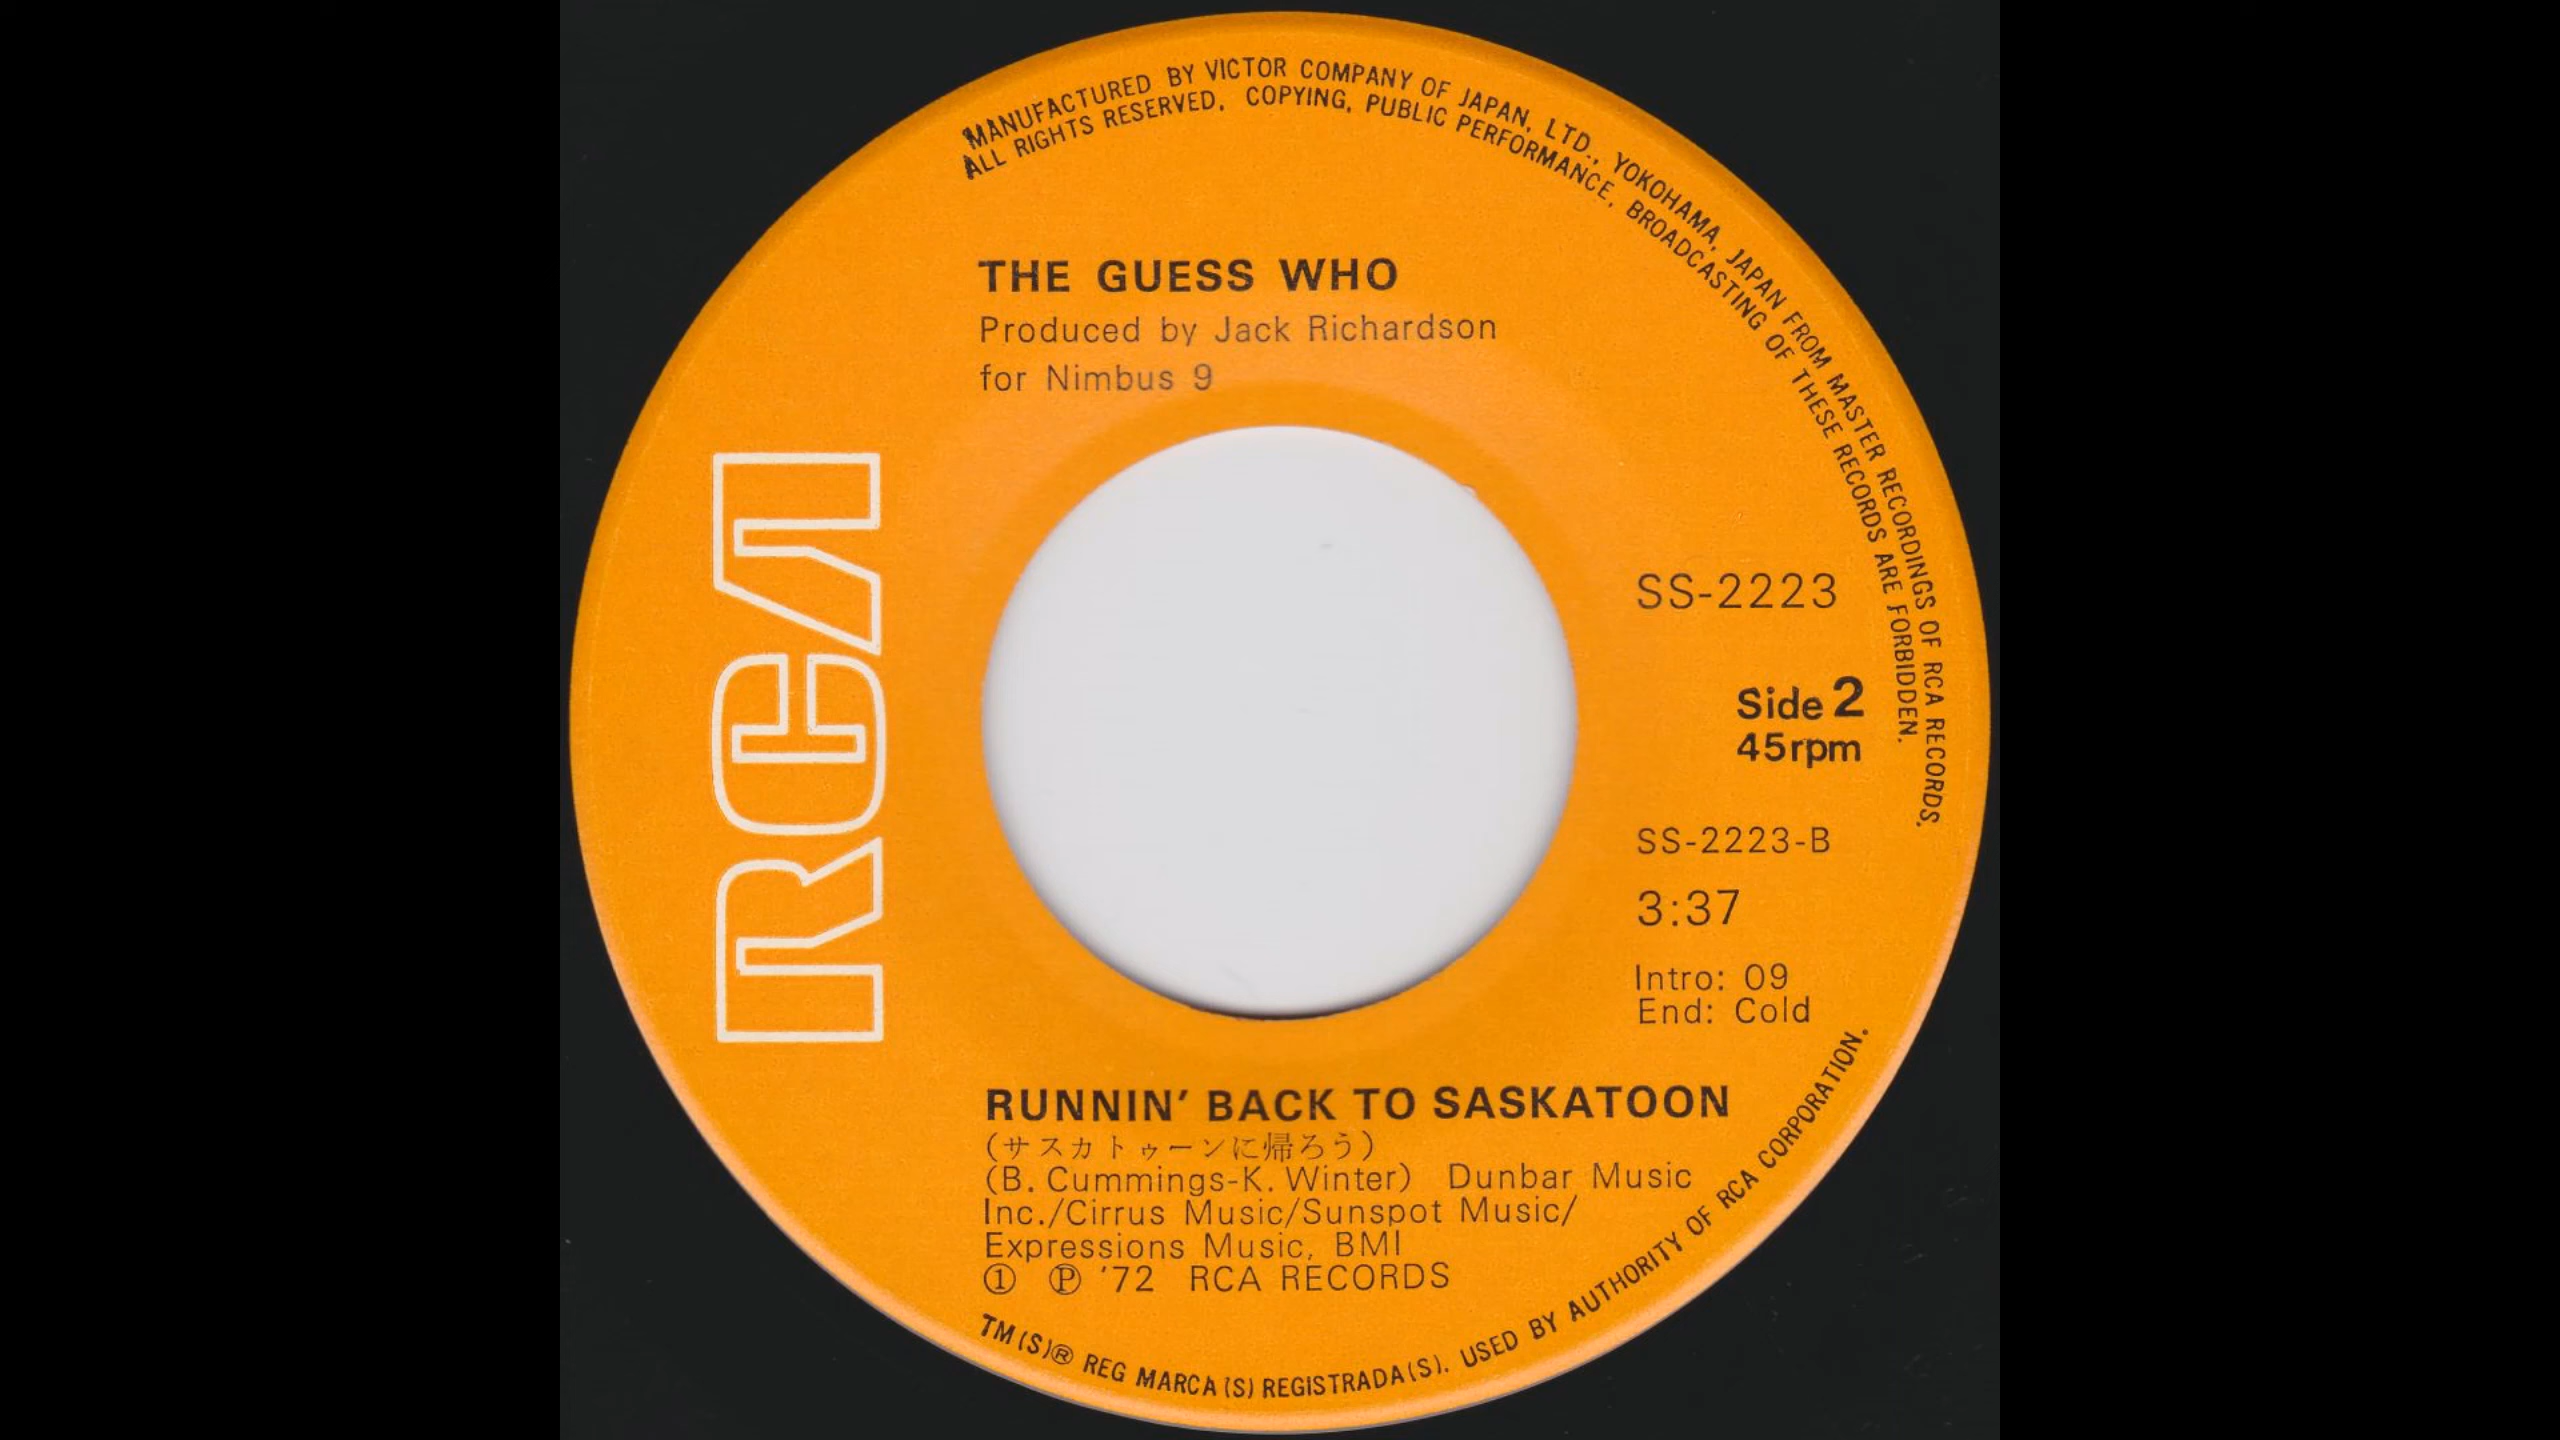 MANUFACTURED BY VICTOR COMPANY OF JAPAN, LTD., YOKOHAMA, JAPAN FROM MASTER RECORDINGS OF RCA RECORDS.
ALL RIGHTS RESERVED. COPYING, PUBLIC PERFORMANCE, BROADCASTING OF THESE RECORDS ARE FORBIDDEN.
THE GUESS WHO
Produced by Jack Richardson
for Nimbus 9
RCA
SS-2223
Side 2
45rpm
SS-2223-B
3:37
Intro: 09
End: Cold
RUNNIN' BACK TO SASKATOON
(サスカトゥーンに帰ろう)
(B. Cummings-K. Winter) Dunbar Music
Inc./Cirrus Music/Sunspot Music/
Expressions Music, BMI
① Ⓟ '72 RCA RECORDS
TM(S)® REG MARCA(S) REGISTRADA(S). USED BY AUTHORITY OF RCA CORPORATION.